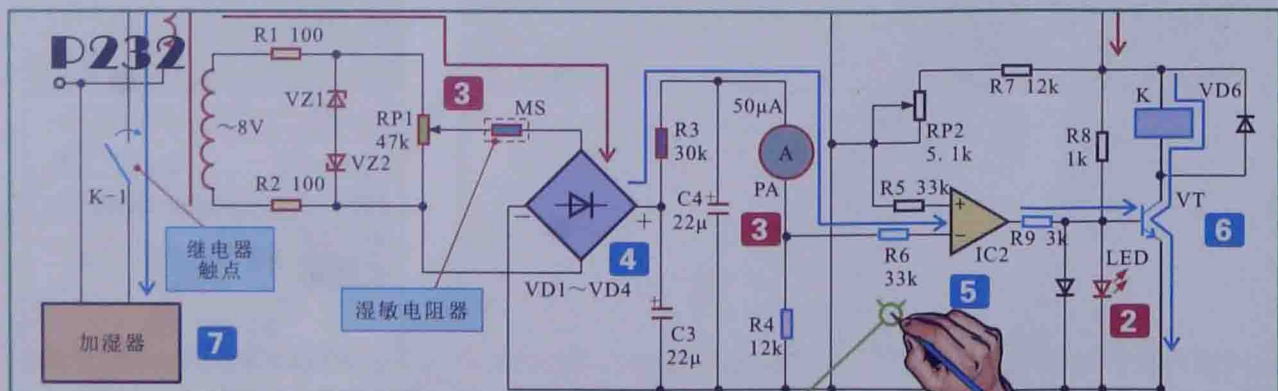 P232
R1 100
VZ1
~8V
VZ2
R2 100
K-1
继电器
触点
加湿器
7
RP1
47k
3
MS
湿敏电阻器
4
VD1～VD4
R3
30k
C4
22μ
C3
22μ
50μA
A
PA
3
R4
12k
R7 12k
RP2
5.1k
R5 33k
R6
33k
IC2
5
R8
1k
R9 3k
K
VD6
VT
6
LED
2